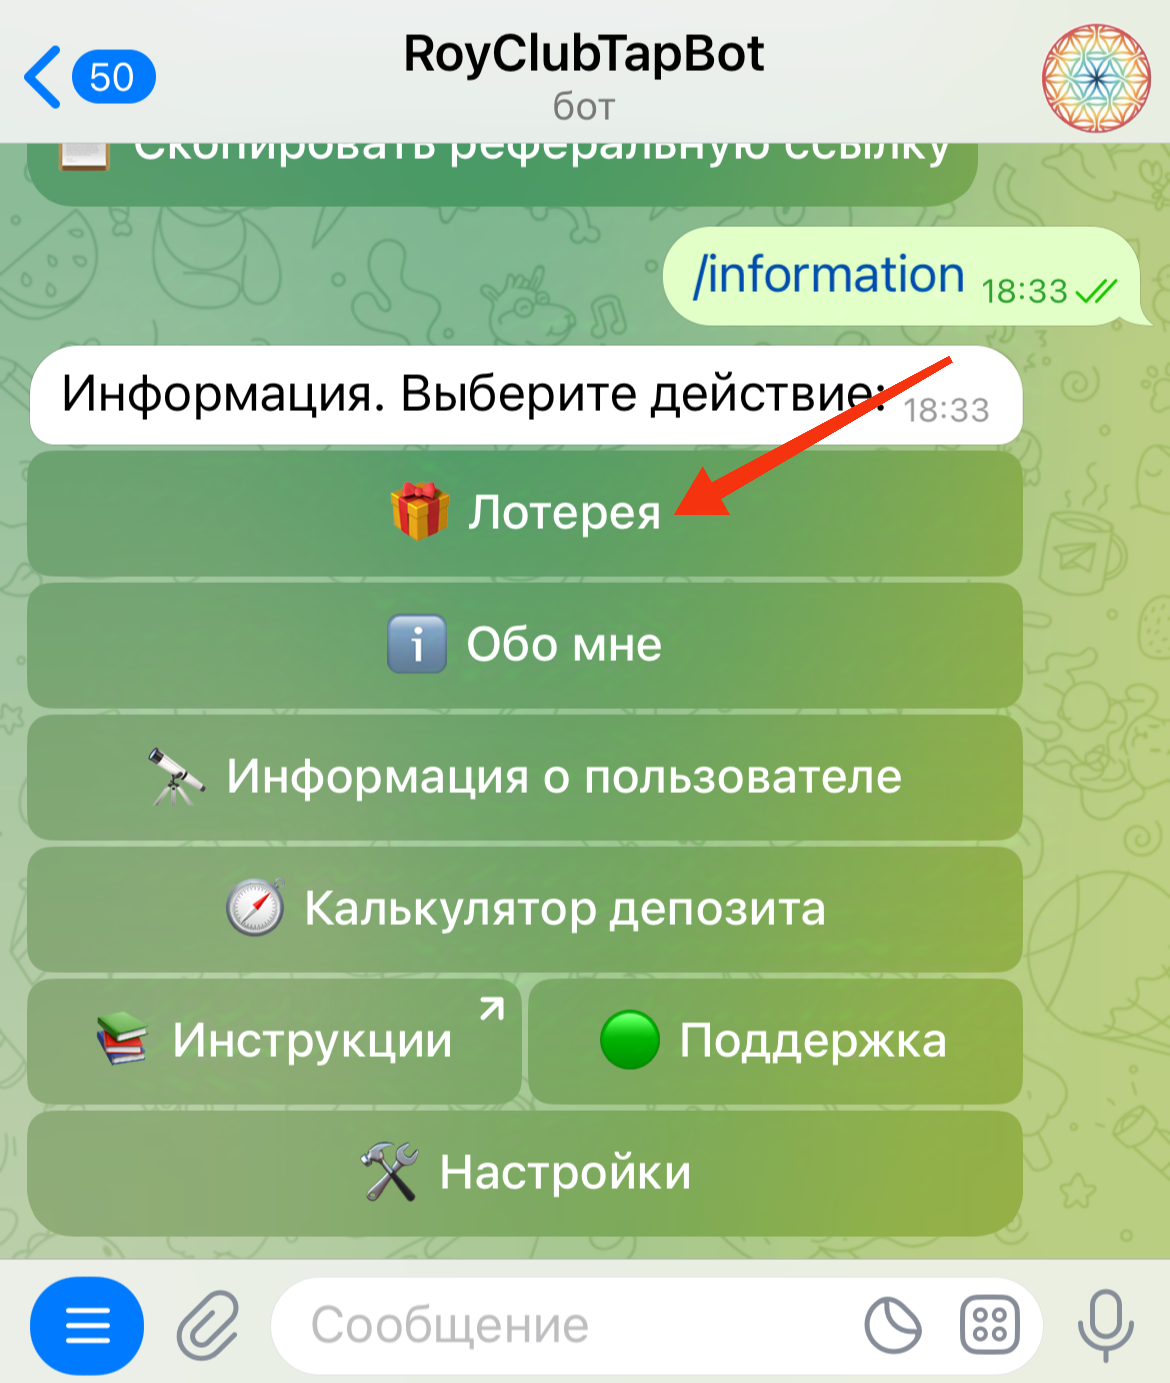 50
RoyClubTapBot
бот
Скопировать реферальную ссылку
/information 18:33
Информация. Выберите действие: 18:33
Лотерея
Обо мне
Информация о пользователе
Калькулятор депозита
Инструкции
Поддержка
Настройки
Сообщение